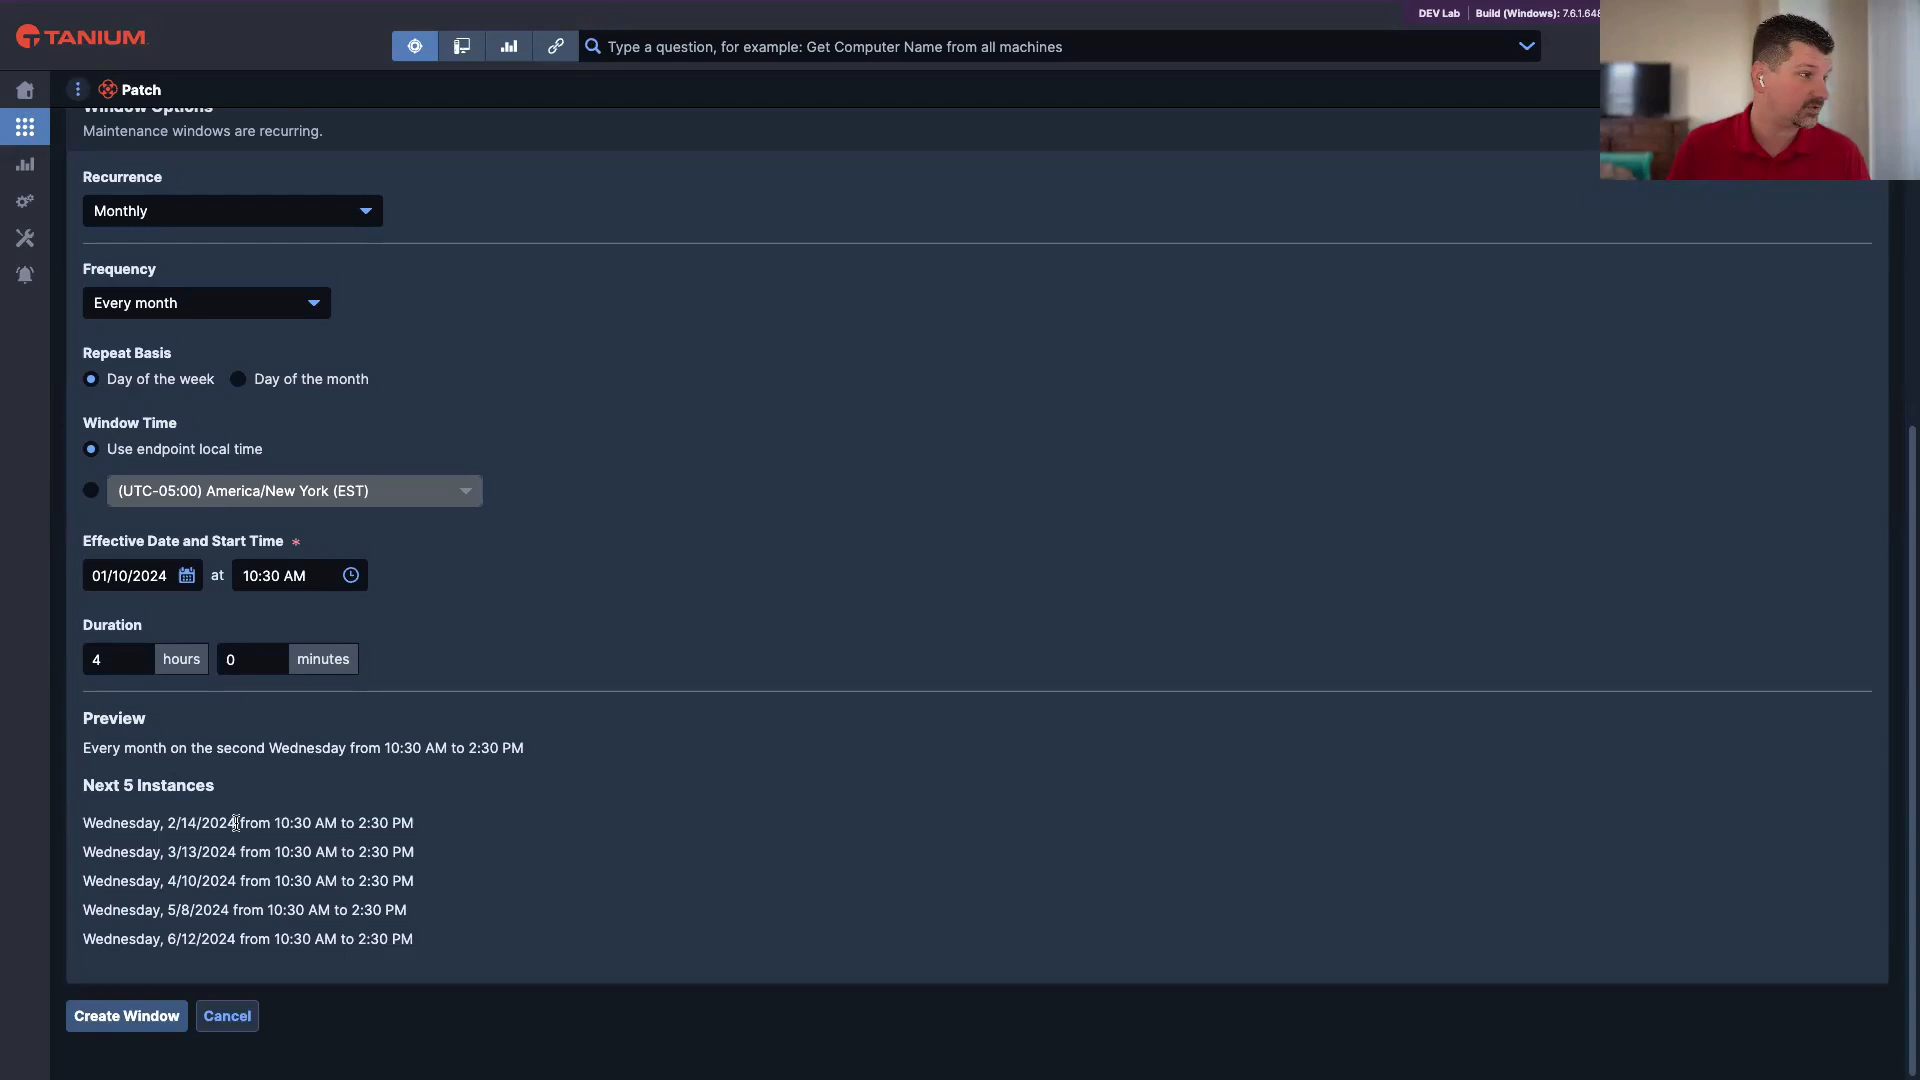 DEV Lab
Build (Windows): 7.6.1.648
TANIUM
Type a question, for example: Get Computer Name from all machines
Patch
Window Options
Maintenance windows are recurring.
Recurrence
Monthly
Frequency
Every month
Repeat Basis
Day of the week Day of the month
Window Time
Use endpoint local time
(UTC-05:00) America/New York (EST)
Effective Date and Start Time *
01/10/2024 at 10:30 AM
Duration
4 hours 0 minutes
Preview
Every month on the second Wednesday from 10:30 AM to 2:30 PM
Next 5 Instances
Wednesday, 2/14/2024 from 10:30 AM to 2:30 PM
Wednesday, 3/13/2024 from 10:30 AM to 2:30 PM
Wednesday, 4/10/2024 from 10:30 AM to 2:30 PM
Wednesday, 5/8/2024 from 10:30 AM to 2:30 PM
Wednesday, 6/12/2024 from 10:30 AM to 2:30 PM
Create Window Cancel